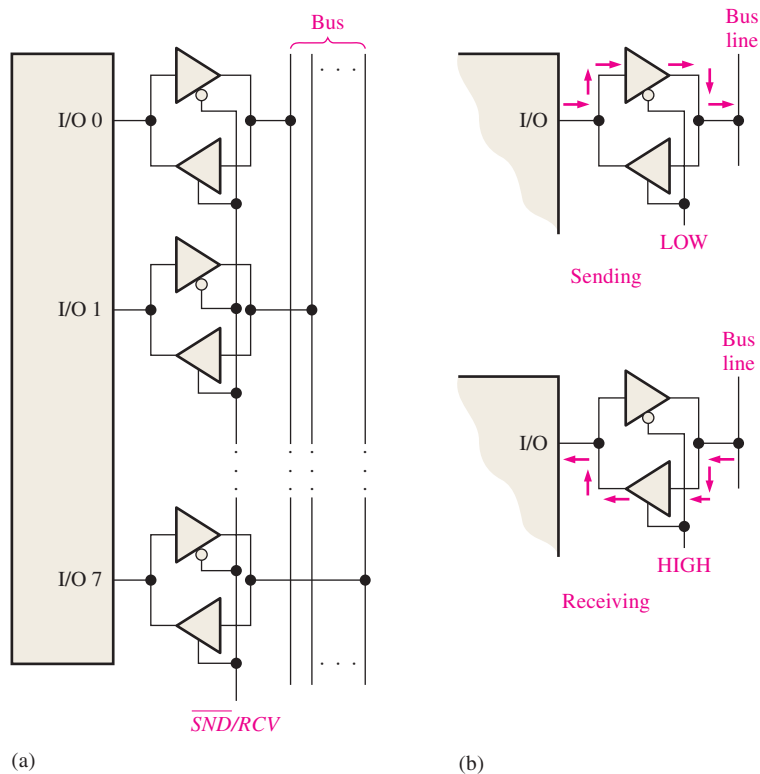 Bus
. . .
I/O 0
I/O 1
I/O 7
. . .
SND/RCV
(a)
Bus
line
I/O
LOW
Sending
Bus
line
I/O
HIGH
Receiving
(b)